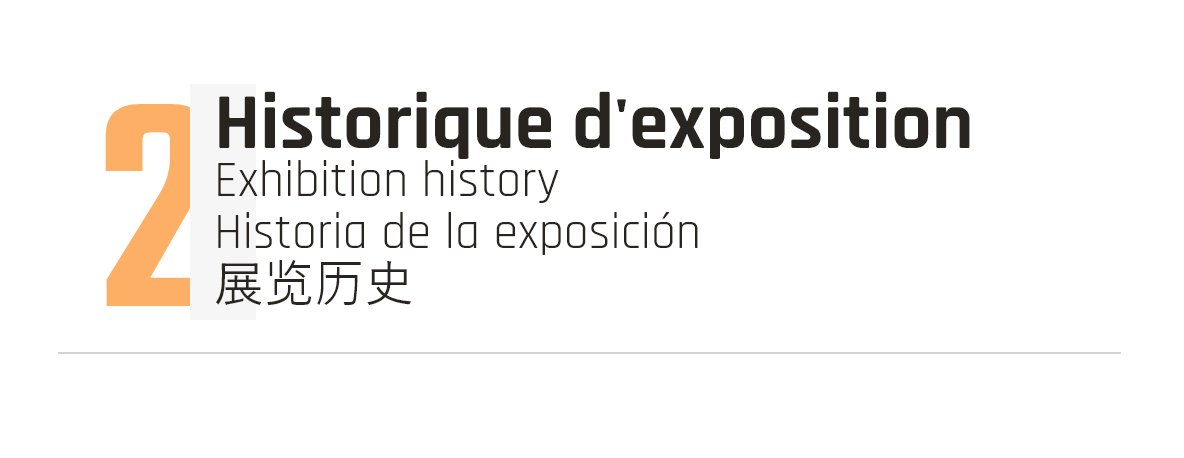 2
Historique d'exposition
Exhibition history
Historia de la exposición
展览历史